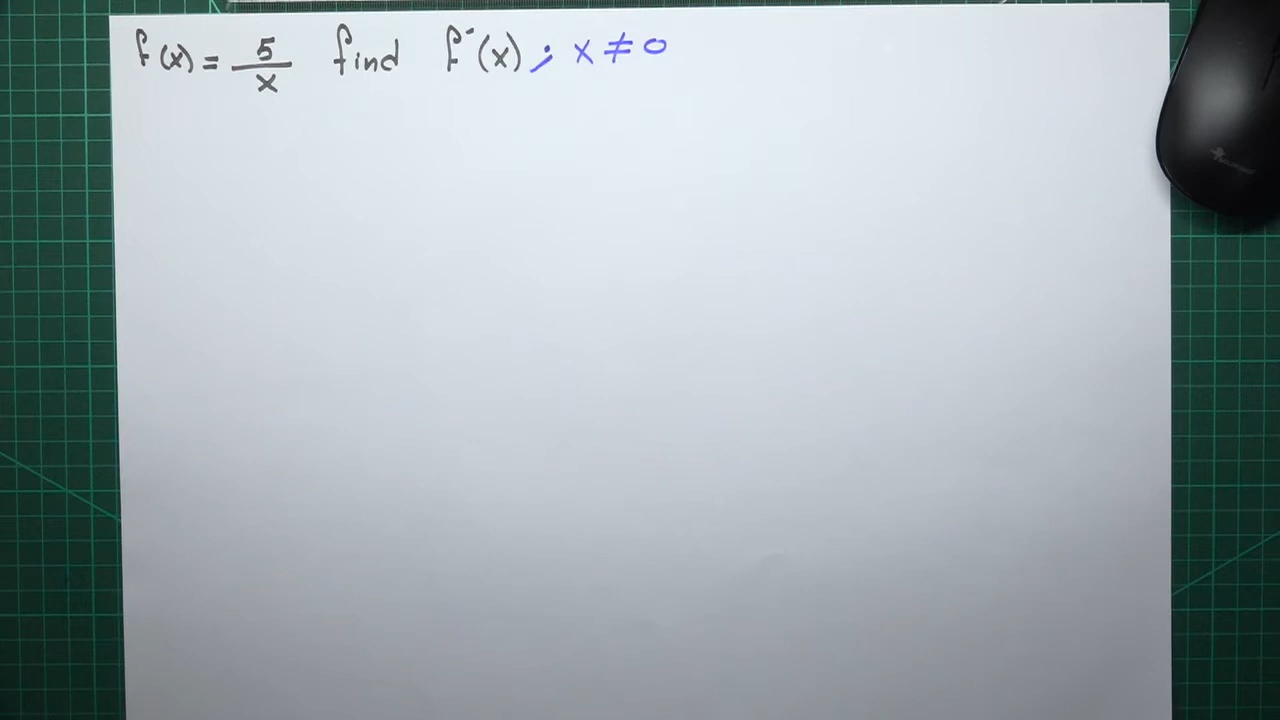 f(x) = 5/x find f'(x); x ≠ 0